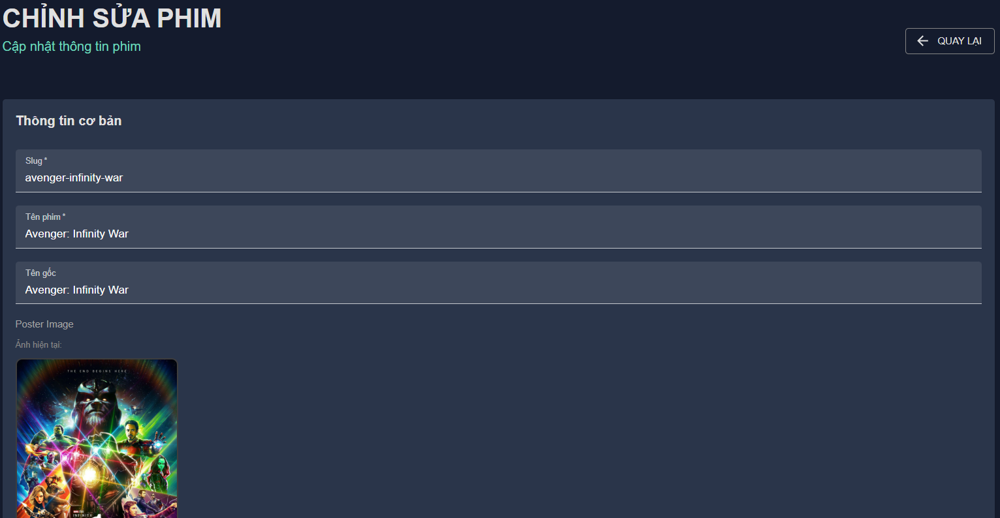 CHỈNH SỬA PHIM
Cập nhật thông tin phim
QUAY LẠI
Thông tin cơ bản
Slug *
avenger-infinity-war
Tên phim *
Avenger: Infinity War
Tên gốc
Avenger: Infinity War
Poster Image
Ảnh hiện tại:
THE END BEGINS HERE
INFINITY